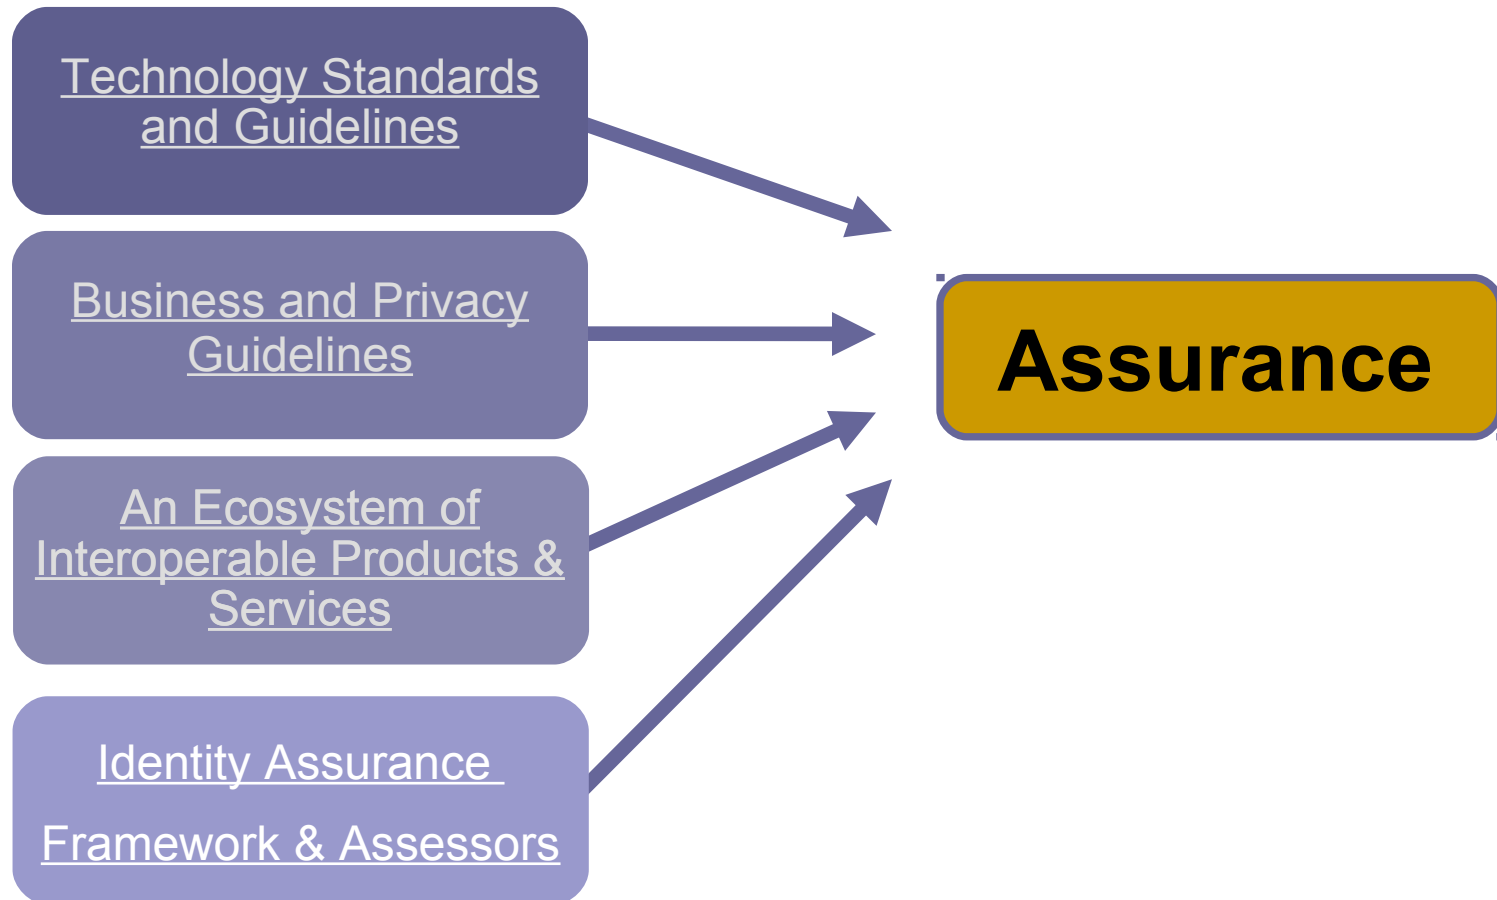 Technology Standards
and Guidelines
Business and Privacy
Guidelines
An Ecosystem of
Interoperable Products &
Services
Identity Assurance
Framework & Assessors
Assurance